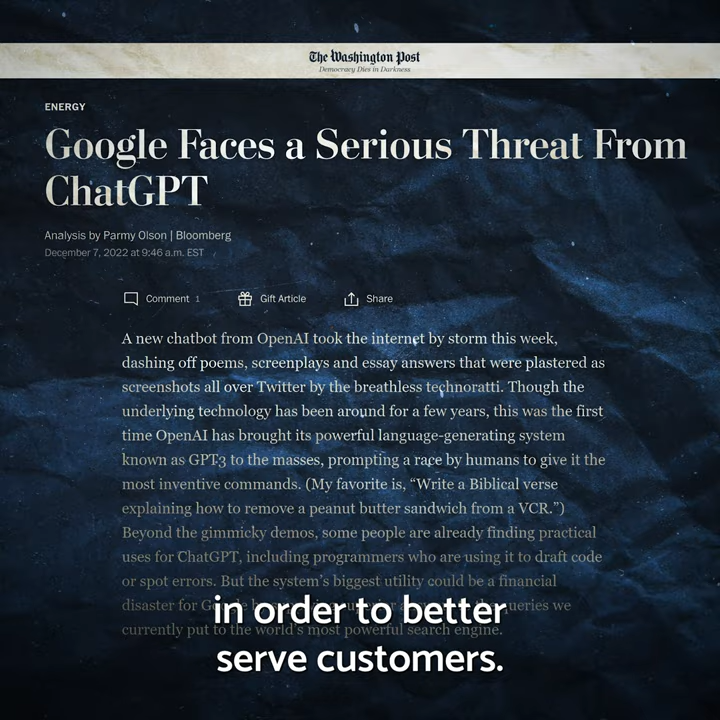 The Washington Post
Democracy Dies in Darkness
ENERGY
Google Faces a Serious Threat From
ChatGPT
Analysis by Parmy Olson | Bloomberg
December 7, 2022 at 9:46 a.m. EST
Comment 1 Gift Article Share
A new chatbot from OpenAI took the internet by storm this week,
dashing off poems, screenplays and essay answers that were plastered as
screenshots all over Twitter by the breathless technoratti. Though the
underlying technology has been around for a few years, this was the first
time OpenAI has brought its powerful language-generating system
known as GPT3 to the masses, prompting a race by humans to give it the
most inventive commands. (My favorite is, “Write a Biblical verse
explaining how to remove a peanut butter sandwich from a VCR.”)
Beyond the gimmicky demos, some people are already finding practical
uses for ChatGPT, including programmers who are using it to draft code
or spot errors. But the system’s biggest utility could be a financial
disaster for queries we
currently put to the world’s most powerful search engine.
in order to better
serve customers.